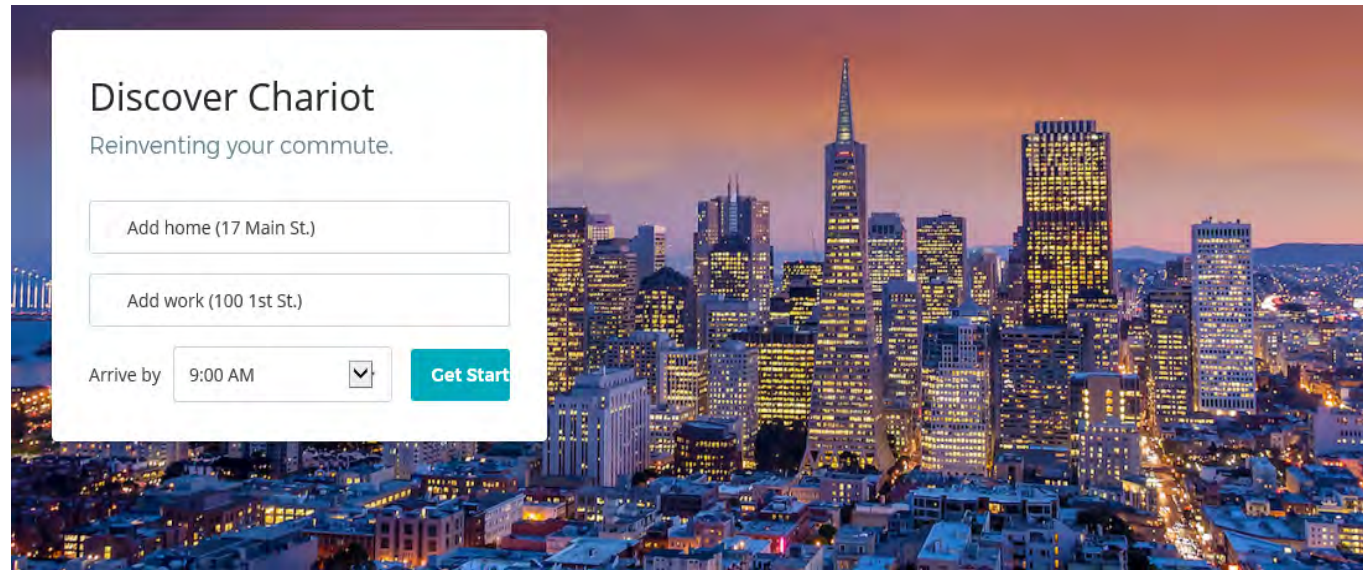 Discover Chariot
Reinventing your commute.
Add home (17 Main St.)
Add work (100 1st St.)
Arrive by 9:00 AM Get Start